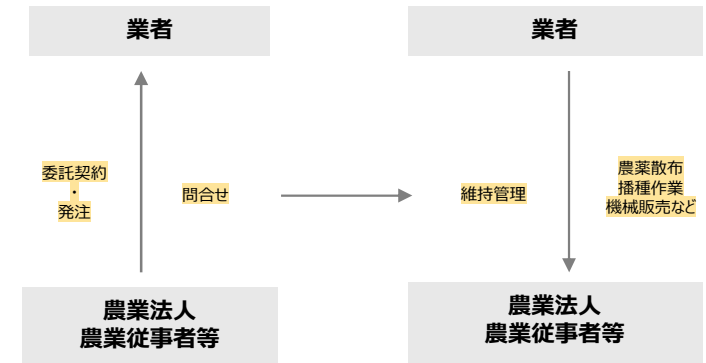 業者
業者
委託契約
・
発注
問合せ
維持管理
農薬散布
播種作業
機械販売など
農業法人
農業従事者等
農業法人
農業従事者等